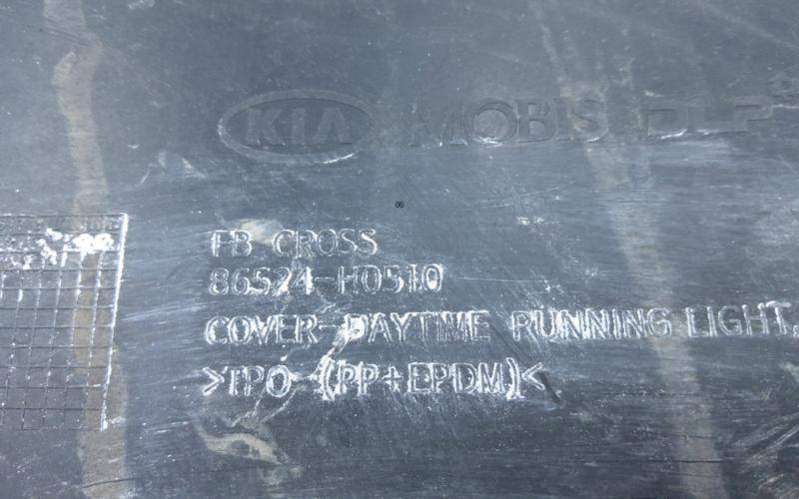 KIA MOBIS DLP
FB CROSS
86524-H0510
COVER-DAYTIME RUNNING LIGHT,
>TPO-(PP+EPDM)<